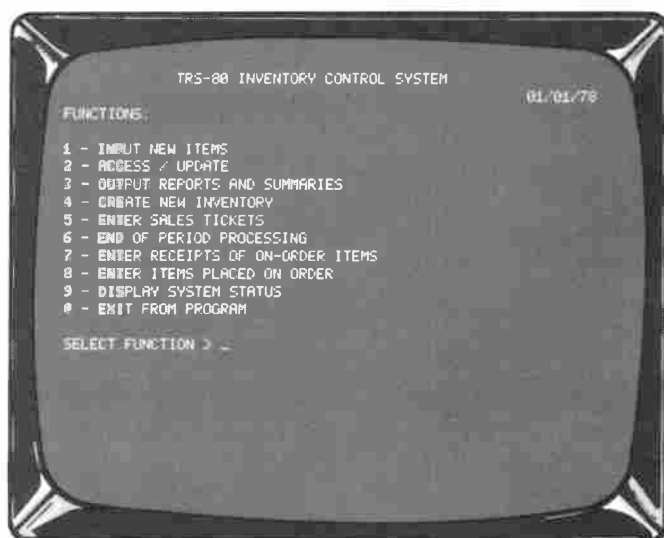 TRS-80 INVENTORY CONTROL SYSTEM
01/01/78
FUNCTIONS:
1 - INPUT NEW ITEMS
2 - ACCESS / UPDATE
3 - OUTPUT REPORTS AND SUMMARIES
4 - CREATE NEW INVENTORY
5 - ENTER SALES TICKETS
6 - END OF PERIOD PROCESSING
7 - ENTER RECEIPTS OF ON-ORDER ITEMS
8 - ENTER ITEMS PLACED ON ORDER
9 - DISPLAY SYSTEM STATUS
@ - EXIT FROM PROGRAM
SELECT FUNCTION > _